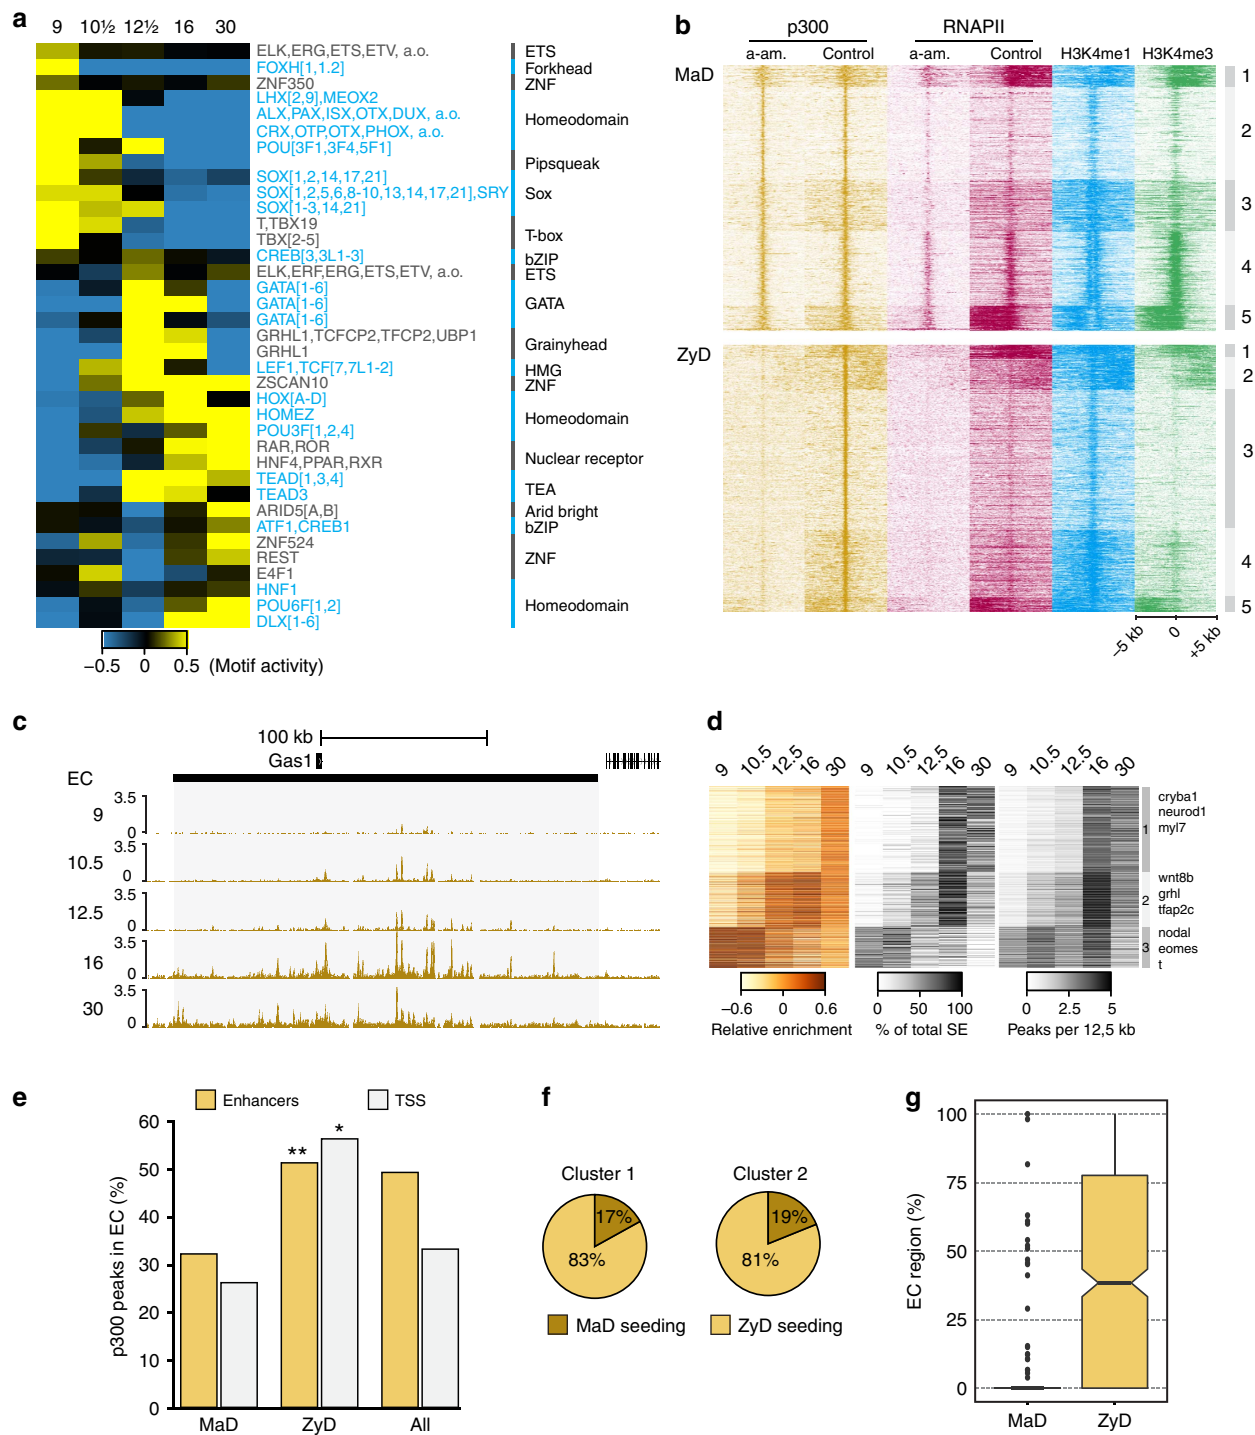 a
9 10½ 12½ 16 30
ELK,ERG,ETS,ETV, a.o.
FOXH[1,1.2]
ZNF350
LHX[2,9],MEOX2
ALX,PAX,ISX,OTX,DUX, a.o.
CRX,OTP,OTX,PHOX, a.o.
POU[3F1,3F4,5F1]
SOX[1,2,14,17,21]
SOX[1,2,5,6,8-10,13,14,17,21],SRY
SOX[1-3,14,21]
T,TBX19
TBX[2-5]
CREB[3,3L1-3]
ELK,ERF,ERG,ETS,ETV, a.o.
GATA[1-6]
GATA[1-6]
GATA[1-6]
GRHL1,TCFCP2,TFCP2,UBP1
GRHL1
LEF1,TCF[7,7L1-2]
ZSCAN10
HOX[A-D]
HOMEZ
POU3F[1,2,4]
RAR,ROR
HNF4,PPAR,RXR
TEAD[1,3,4]
TEAD3
ARID5[A,B]
ATF1,CREB1
ZNF524
REST
E4F1
HNF1
POU6F[1,2]
DLX[1-6]
ETS
Forkhead
ZNF
Homeodomain
Pipsqueak
Sox
T-box
bZIP
ETS
GATA
Grainyhead
HMG
ZNF
Homeodomain
Nuclear receptor
TEA
Arid bright
bZIP
ZNF
Homeodomain
−0.5 0 0.5 (Motif activity)
b
p300 RNAPII
a-am. Control a-am. Control H3K4me1 H3K4me3
MaD
1
2
3
4
5
ZyD
1
2
3
4
5
−5 kb 0 +5 kb
c
100 kb
Gas1
EC
9
3.5
0
10.5
3.5
0
12.5
3.5
0
16
3.5
0
30
3.5
0
d
9 10.5 12.5 16 30 9 10.5 12.5 16 30 9 10.5 12.5 16 30
1
cryba1
neurod1
myl7
2
wnt8b
grhl
tfap2c
3
nodal
eomes
t
−0.6 0 0.6
Relative enrichment
0 50 100
% of total SE
0 2.5 5
Peaks per 12,5 kb
e
Enhancers TSS
p300 peaks in EC (%)
60
50
40
30
20
10
0
** *
MaD ZyD All
f
Cluster 1 Cluster 2
17%
83%
19%
81%
MaD seeding ZyD seeding
g
EC region (%)
100
75
50
25
0
MaD ZyD